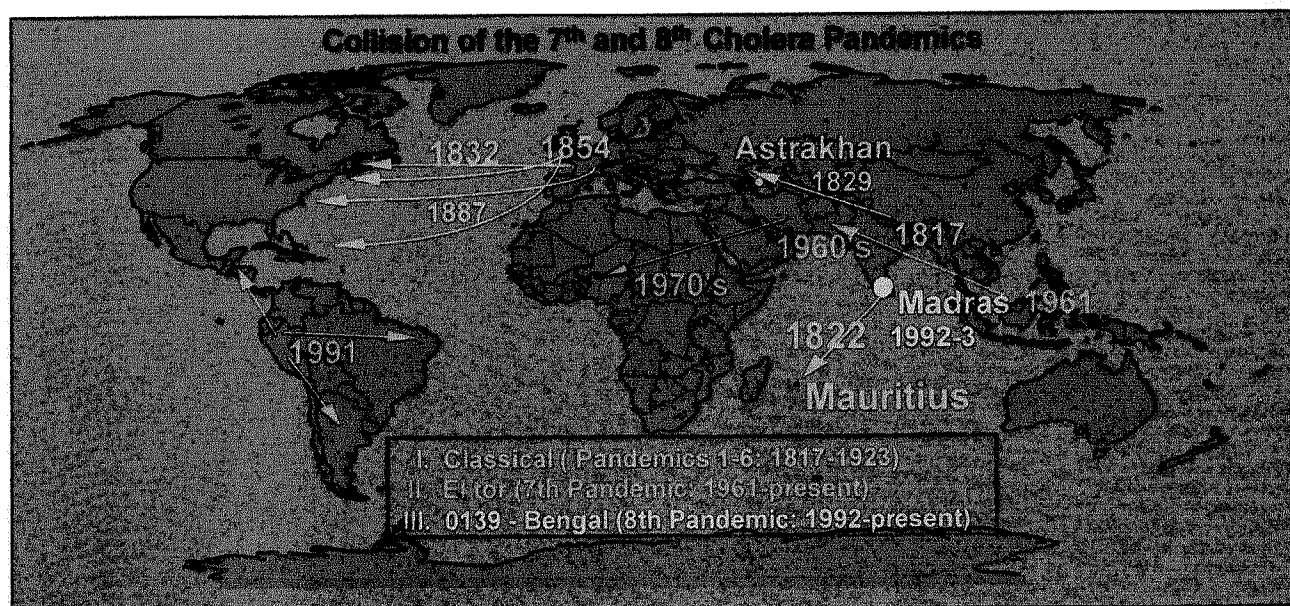 Collision of the 7th and 8th Cholera Pandemics
1832
1854
Astrakhan
1829
1887
1817
1960's
1970's
Madras
1961
1822
1992-3
1991
Mauritius
I. Classical ( Pandemics 1-6: 1817-1923)
II. El tor (7th Pandemic: 1961-present)
III. 0139 - Bengal (8th Pandemic: 1992-present)